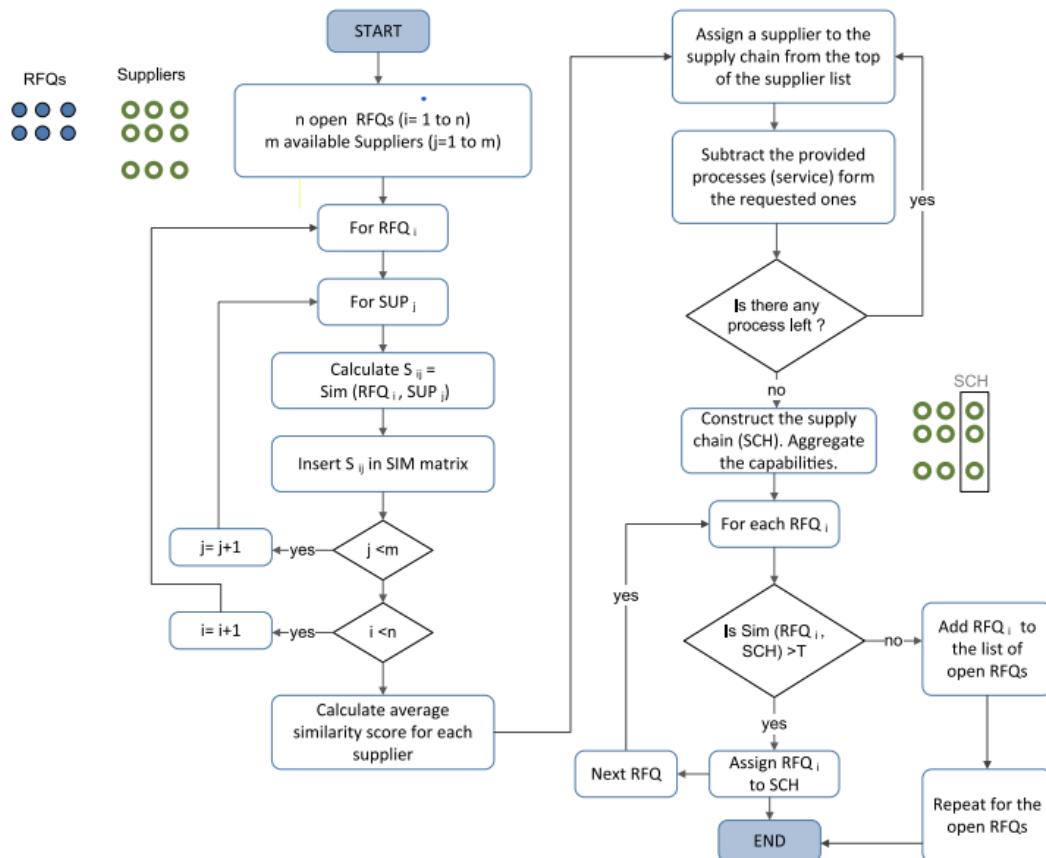 START
RFQs
Suppliers
n open RFQs (i= 1 to n)
m available Suppliers (j=1 to m)
For RFQ i
For SUP j
Calculate S ij =
Sim (RFQ i , SUP j)
Insert S ij in SIM matrix
j <m
yes
j= j+1
i <n
yes
i= i+1
Calculate average
similarity score for each
supplier
Assign a supplier to the
supply chain from the top
of the supplier list
Subtract the provided
processes (service) form
the requested ones
yes
Is there any
process left ?
no
SCH
Construct the supply
chain (SCH). Aggregate
the capabilities.
For each RFQ i
yes
Is Sim (RFQ i ,
SCH) >T
no
Add RFQ i to
the list of
open RFQs
yes
Next RFQ
Assign RFQ i
to SCH
Repeat for the
open RFQs
END